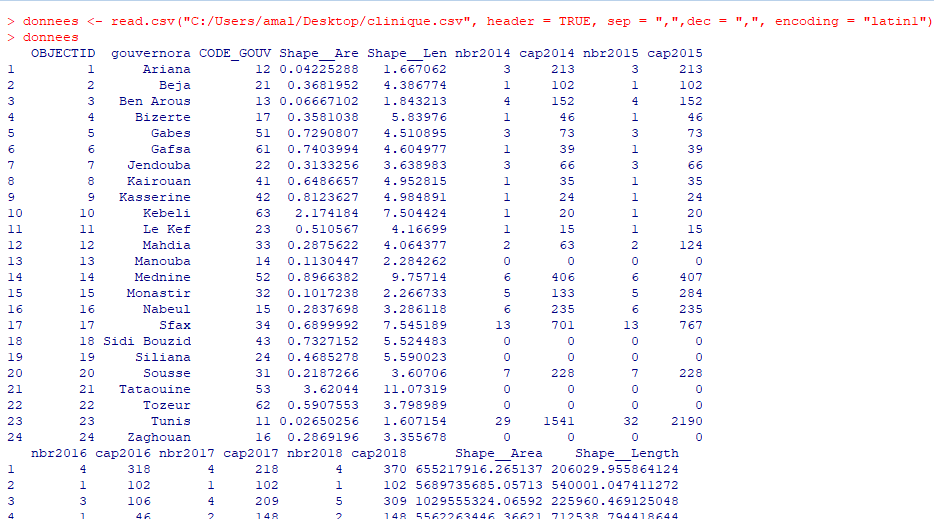 > donnees <- read.csv("C:/Users/amal/Desktop/clinique.csv", header = TRUE, sep = ",",dec = ",", encoding = "latin1")
> donnees
OBJECTID gouvernora CODE_GOUV Shape__Are Shape__Len nbr2014 cap2014 nbr2015 cap2015
1 1 Ariana 12 0.04225288 1.667062 3 213 3 213
2 2 Beja 21 0.3681952 4.386774 1 102 1 102
3 3 Ben Arous 13 0.06667102 1.843213 4 152 4 152
4 4 Bizerte 17 0.3581038 5.83976 1 46 1 46
5 5 Gabes 51 0.7290807 4.510895 3 73 3 73
6 6 Gafsa 61 0.7403994 4.604977 1 39 1 39
7 7 Jendouba 22 0.3133256 3.638983 3 66 3 66
8 8 Kairouan 41 0.6486657 4.952815 1 35 1 35
9 9 Kasserine 42 0.8123627 4.984891 1 24 1 24
10 10 Kebeli 63 2.174184 7.504424 1 20 1 20
11 11 Le Kef 23 0.510567 4.16699 1 15 1 15
12 12 Mahdia 33 0.2875622 4.064377 2 63 2 124
13 13 Manouba 14 0.1130447 2.284262 0 0 0 0
14 14 Mednine 52 0.8966382 9.75714 6 406 6 407
15 15 Monastir 32 0.1017238 2.266733 5 133 5 284
16 16 Nabeul 15 0.2837698 3.286118 6 235 6 235
17 17 Sfax 34 0.6899992 7.545189 13 701 13 767
18 18 Sidi Bouzid 43 0.7327152 5.524483 0 0 0 0
19 19 Siliana 24 0.4685278 5.590023 0 0 0 0
20 20 Sousse 31 0.2187266 3.60706 7 228 7 228
21 21 Tataouine 53 3.62044 11.07319 0 0 0 0
22 22 Tozeur 62 0.5907553 3.798989 0 0 0 0
23 23 Tunis 11 0.02650256 1.607154 29 1541 32 2190
24 24 Zaghouan 16 0.2869196 3.355678 0 0 0 0
nbr2016 cap2016 nbr2017 cap2017 nbr2018 cap2018 Shape__Area Shape__Length
1 4 318 4 218 4 370 655217916.265137 206029.955864124
2 1 102 1 102 1 102 5689735685.05713 540001.047411272
3 3 106 4 209 5 309 1029555324.06592 225960.469125048
4 1 46 2 148 2 148 5562263446.36621 712538.794418644